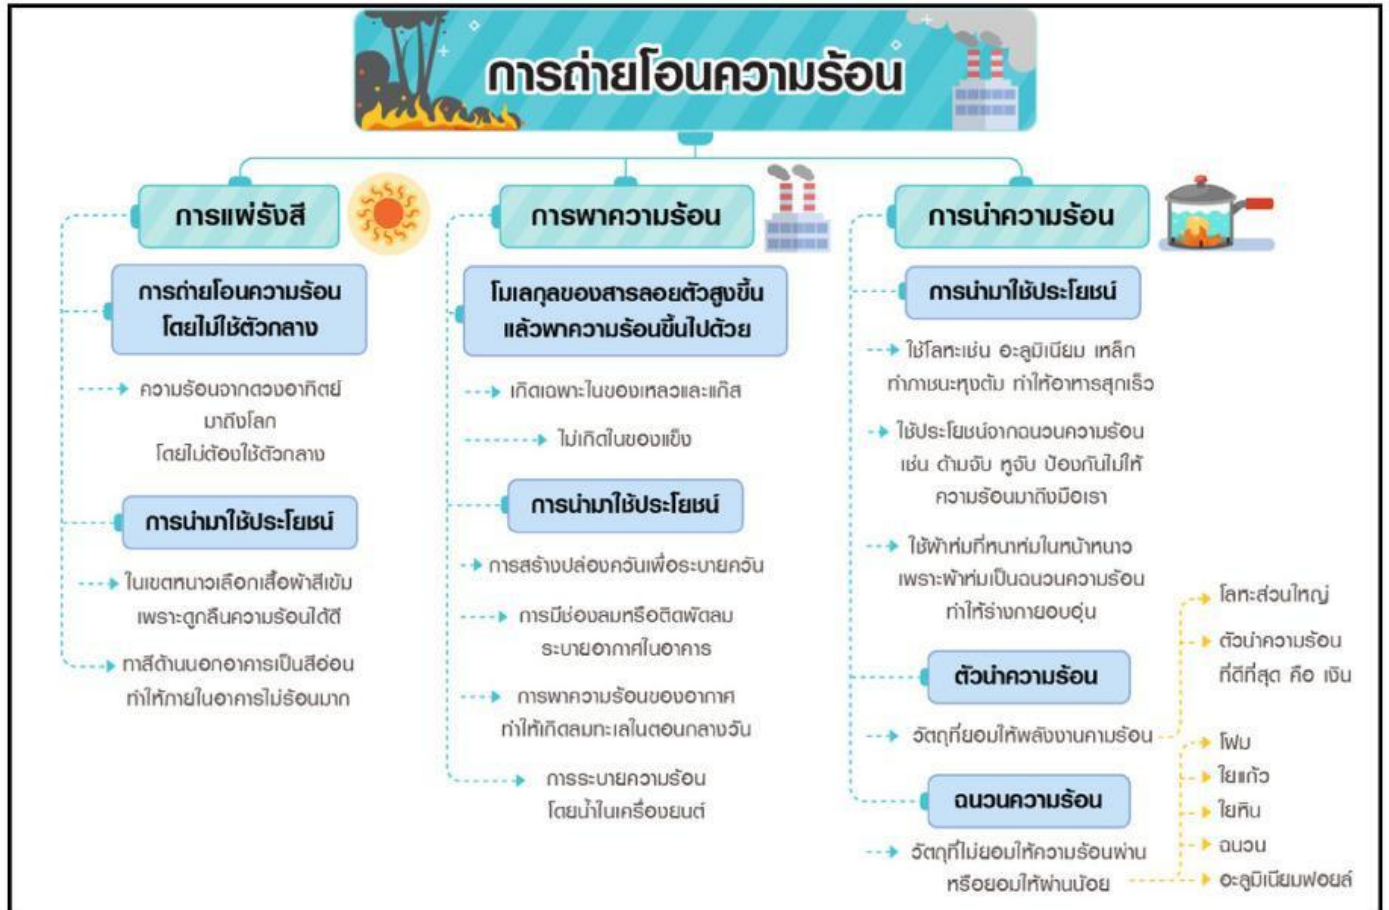 การถ่ายโอนความร้อน
การแผ่รังสี
การถ่ายโอนความร้อน
โดยไม่ใช้ตัวกลาง
ความร้อนจากดวงอาทิตย์
มาถึงโลก
โดยไม่ต้องใช้ตัวกลาง
การนำมาใช้ประโยชน์
ในเขตหนาวเลือกเสื้อผ้าสีเข้ม
เพราะดูกลืนความร้อนได้ดี
ทาสีด้านนอกอาคารเป็นสีอ่อน
ทำให้ภายในอาคารไม่ร้อนมาก
การพาความร้อน
โมเลกุลของสารลอยตัวสูงขึ้น
แล้วพาความร้อนขึ้นไปด้วย
เกิดเฉพาะในของเหลวและแก๊ส
ไม่เกิดในของแข็ง
การนำมาใช้ประโยชน์
การสร้างปล่องควันเพื่อระบายควัน
การมีช่องลมหรือติดพัดลม
ระบายอากาศในอาคาร
การพาความร้อนของอากาศ
ทำให้เกิดลมทะเลในตอนกลางวัน
การระบายความร้อน
โดยน้ำในเครื่องยนต์
การนำความร้อน
การนำมาใช้ประโยชน์
ใช้โลหะเช่น อะลูมิเนียม เหล็ก
ทำภาชนะหุงต้ม ทำให้อาหารสุกเร็ว
ใช้ประโยชน์จากฉนวนความร้อน
เช่น ด้ามจับ หูจับ ป้องกันไม่ให้
ความร้อนมาถึงมือเรา
ใช้ผ้าห่มที่หนาห่มในหน้าหนาว
เพราะผ้าห่มเป็นฉนวนความร้อน
ทำให้ร่างกายอบอุ่น
ตัวนำความร้อน
วัตถุที่ยอมให้พลังงานคามร้อน
โลหะส่วนใหญ่
ตัวนำความร้อน
ที่ดีที่สุด คือ เงิน
ฉนวนความร้อน
วัตถุที่ไม่ยอมให้ความร้อนผ่าน
หรือยอมให้ผ่านน้อย
โฟม
ใยแก้ว
ใยหิน
ฉนวน
อะลูมิเนียมฟอยล์